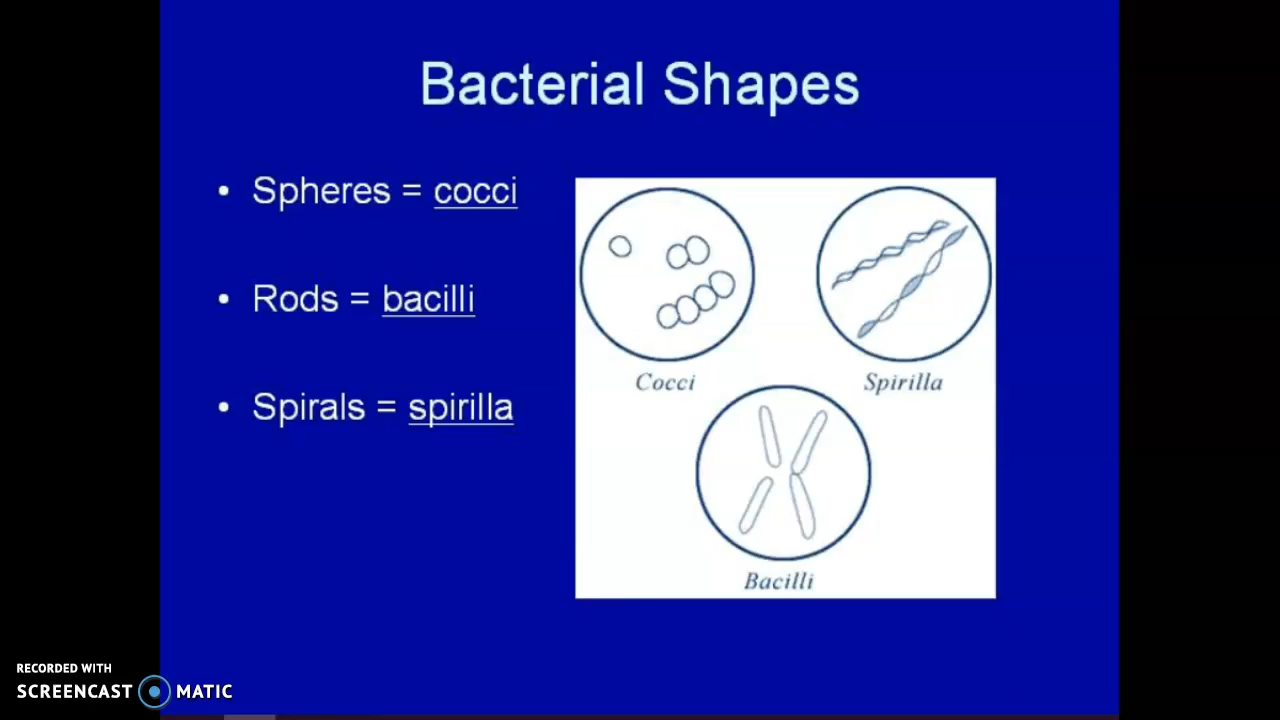 Bacterial Shapes
• Spheres = cocci
• Rods = bacilli
• Spirals = spirilla
Cocci
Spirilla
Bacilli
RECORDED WITH
SCREENCAST MATIC